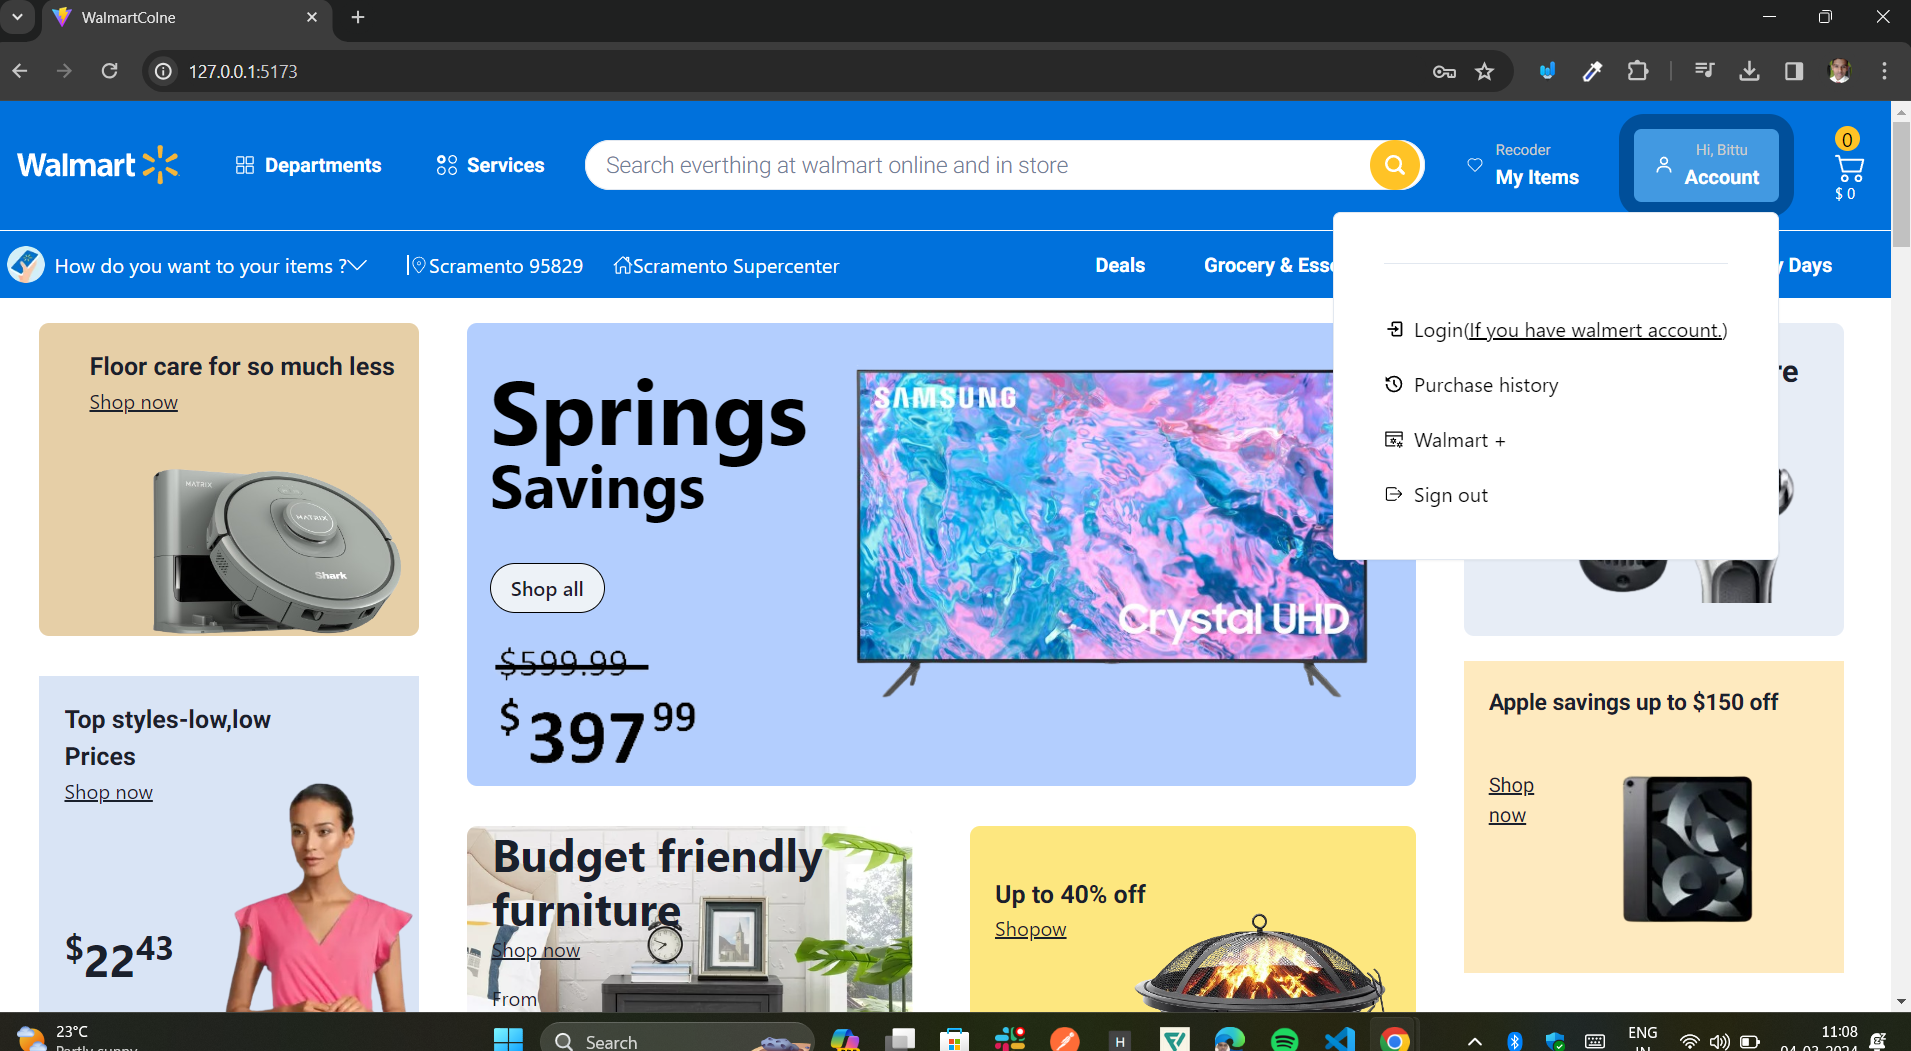 WalmartColne
127.0.0.1:5173
Walmart
Departments
Services
Search everthing at walmart online and in store
Recoder
My Items
Hi, Bittu
Account
0
$ 0
How do you want to your items ?
Scramento 95829
Scramento Supercenter
Deals
Grocery & Esse
y Days
Login(If you have walmert account.)
Purchase history
Walmart +
Sign out
Floor care for so much less
Shop now
MATRIX
MATRIX
Shark
Springs
Savings
Shop all
$599.99
$397 99
SAMSUNG
Crystal UHD
re
Top styles-low,low
Prices
Shop now
$22 43
Budget friendly
furniture
Shop now
From
Up to 40% off
Shopow
Apple savings up to $150 off
Shop
now
23°C
Partly sunny
Search
H
ENG
IN
11:08
04-03-2024